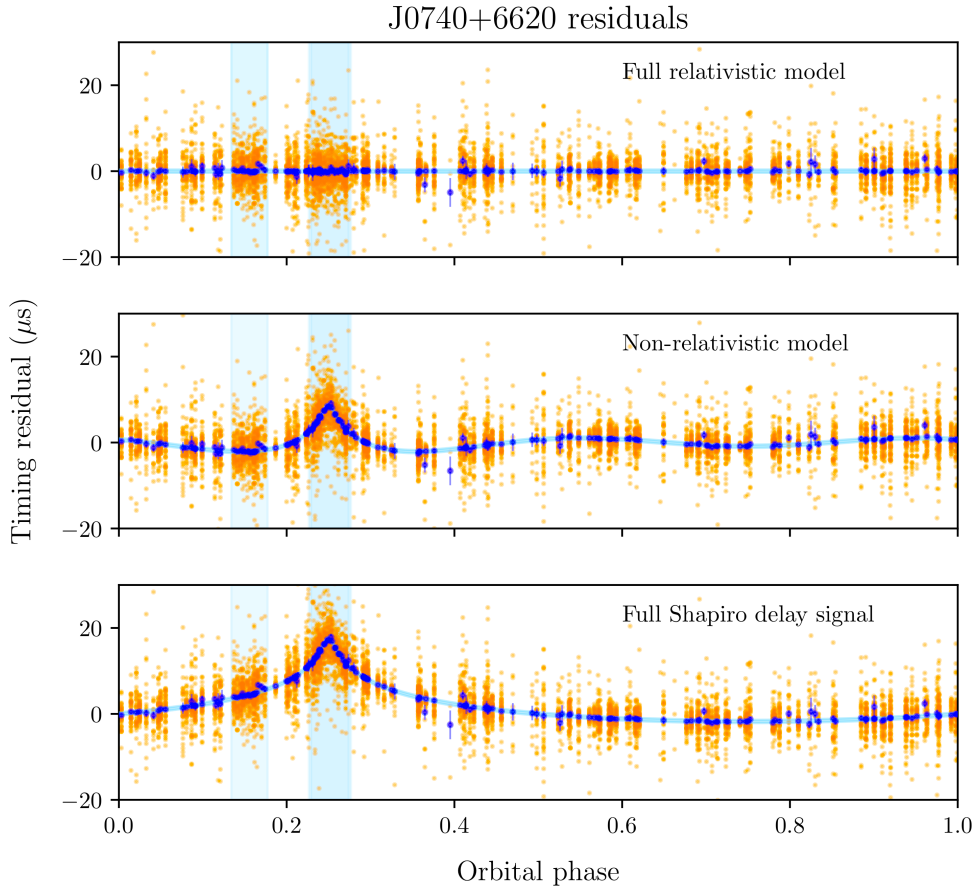 J0740+6620 residuals
Full relativistic model
20
0
−20
Non-relativistic model
20
0
−20
Timing residual (μs)
Full Shapiro delay signal
20
0
−20
0.0 0.2 0.4 0.6 0.8 1.0
Orbital phase